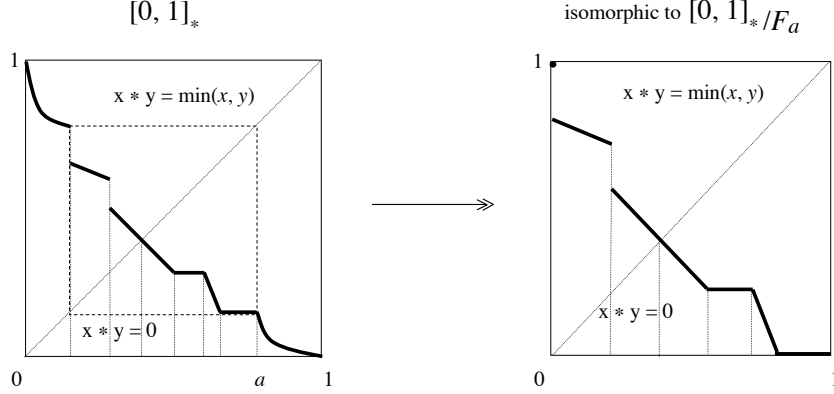 [0, 1]*
isomorphic to [0, 1]*/Fa
1
x * y = min(x, y)
x * y = 0
0
a
1
1
x * y = min(x, y)
x * y = 0
0